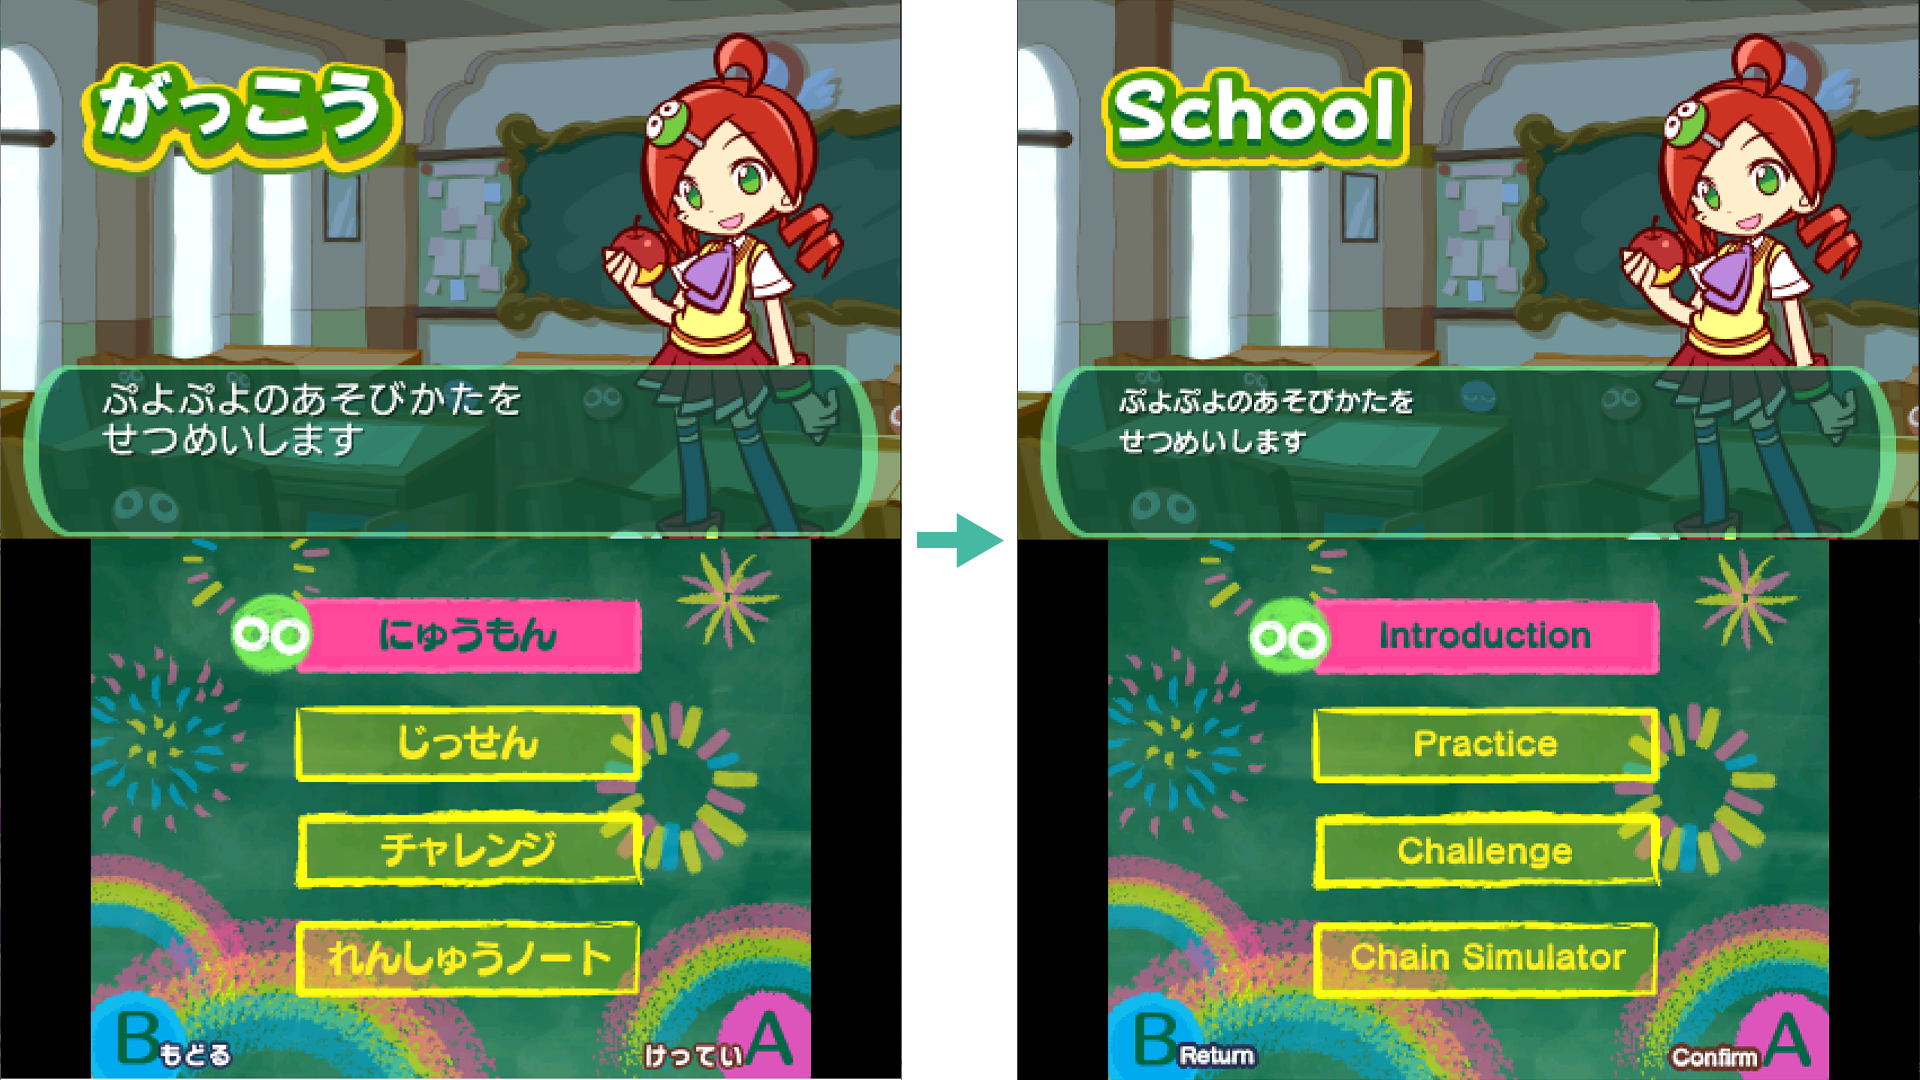 がっこう
ぷよぷよのあそびかたを
せつめいします
にゅうもん
じっせん
チャレンジ
れんしゅうノート
Bもどる
けっていA
School
ぷよぷよのあそびかたを
せつめいします
Introduction
Practice
Challenge
Chain Simulator
B Return
Confirm A